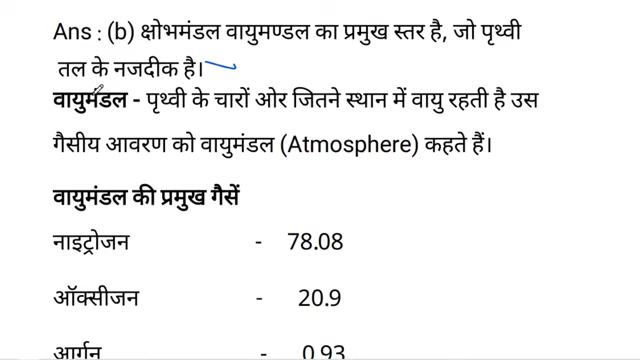 Ans : (b) क्षोभमंडल वायुमण्डल का प्रमुख स्तर है, जो पृथ्वी
तल के नजदीक है।
वायुमंडल - पृथ्वी के चारों ओर जितने स्थान में वायु रहती है उस
गैसीय आवरण को वायुमंडल (Atmosphere) कहते हैं।
वायुमंडल की प्रमुख गैसें
नाइट्रोजन - 78.08
ऑक्सीजन - 20.9
आर्गन - 0.93